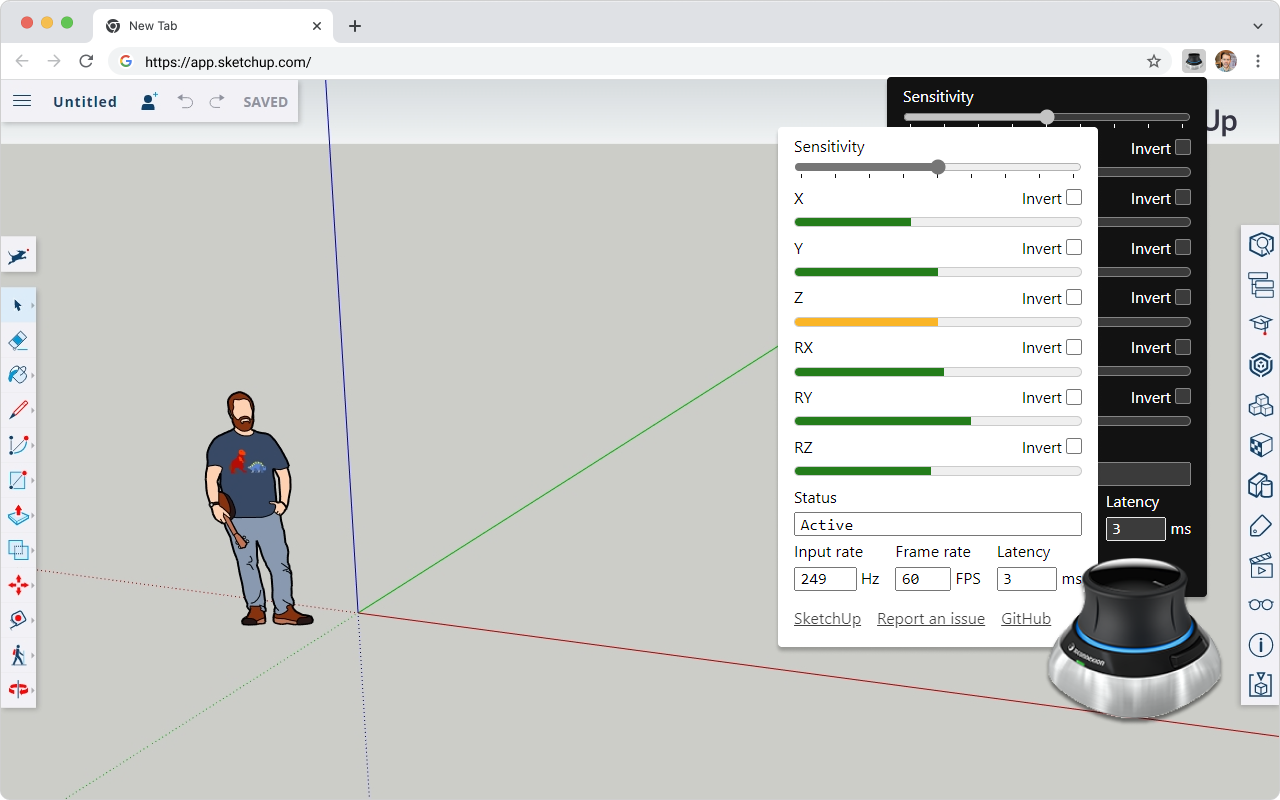 New Tab
https://app.sketchup.com/
Untitled
SAVED
Up
Sensitivity
Invert
Invert
Invert
Invert
Invert
Invert
Latency
3 ms
Sensitivity
X Invert
Y Invert
Z Invert
RX Invert
RY Invert
RZ Invert
Status
Active
Input rate Frame rate Latency
249 Hz 60 FPS 3 ms
SketchUp Report an issue GitHub
3connexion